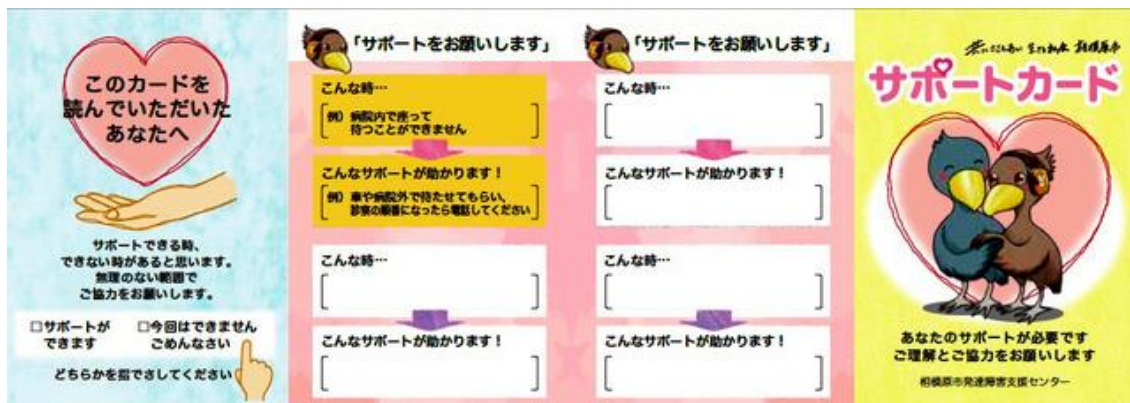 このカードを
読んでいただいた
あなたへ
サポートできる時、
できない時があると思います。
無理のない範囲で
ご協力をお願いします。
□サポートが
できます
□今回はできません
ごめんなさい
どちらかを指でさしてください
「サポートをお願いします」
こんな時…
例）病院内で座って
待つことができません
こんなサポートが助かります！
例）車や病院外で待たせてもらい、
診察の順番になったら電話してください
こんな時…
こんなサポートが助かります！
「サポートをお願いします」
こんな時…
こんなサポートが助かります！
こんな時…
こんなサポートが助かります！
サポートカード
あなたのサポートが必要です
ご理解とご協力をお願いします
相模原市発達障害支援センター